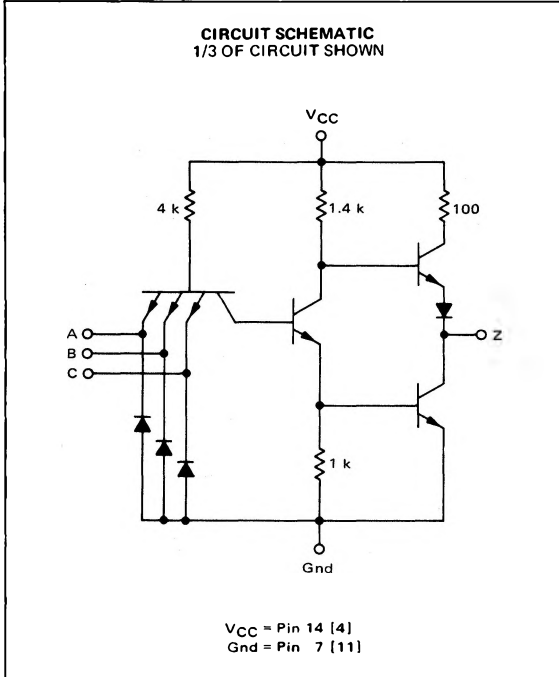 CIRCUIT SCHEMATIC
1/3 OF CIRCUIT SHOWN
VCC
4 k
1.4 k
100
A
B
C
Z
1 k
Gnd
VCC = Pin 14 [4]
Gnd = Pin 7 [11]